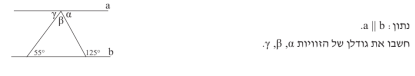 a
γ α
β
55° 125° b
נתון: a || b.
חשבו את גודלן של הזוויות α, β, γ.